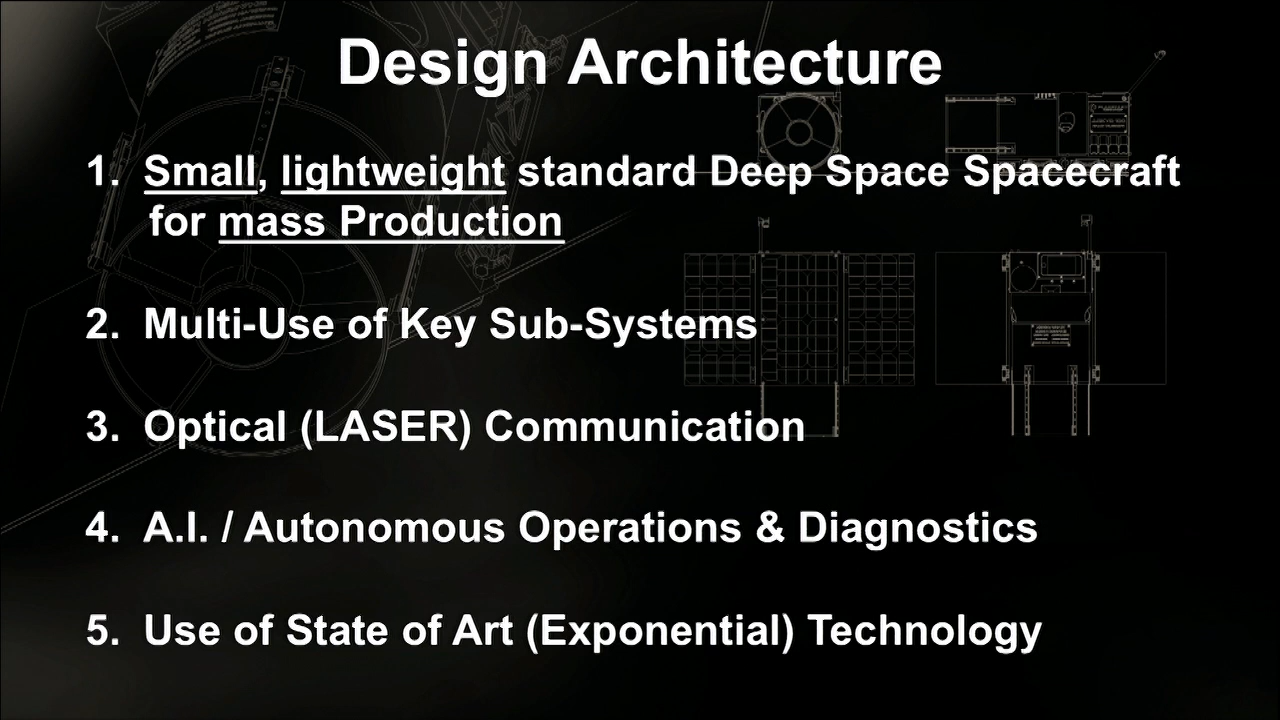 Design Architecture
1. Small, lightweight standard Deep Space Spacecraft
for mass Production
2. Multi-Use of Key Sub-Systems
3. Optical (LASER) Communication
4. A.I. / Autonomous Operations & Diagnostics
5. Use of State of Art (Exponential) Technology